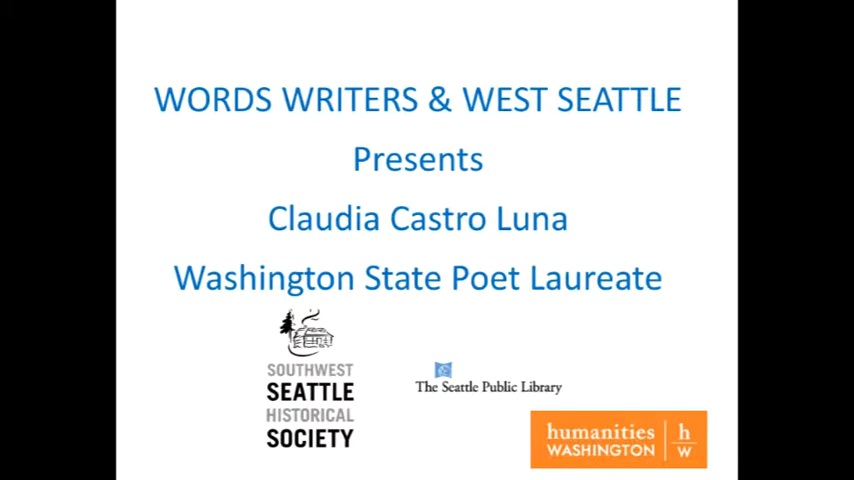 WORDS WRITERS & WEST SEATTLE
Presents
Claudia Castro Luna
Washington State Poet Laureate
SOUTHWEST
SEATTLE
HISTORICAL
SOCIETY
The Seattle Public Library
humanities
WASHINGTON
h
w